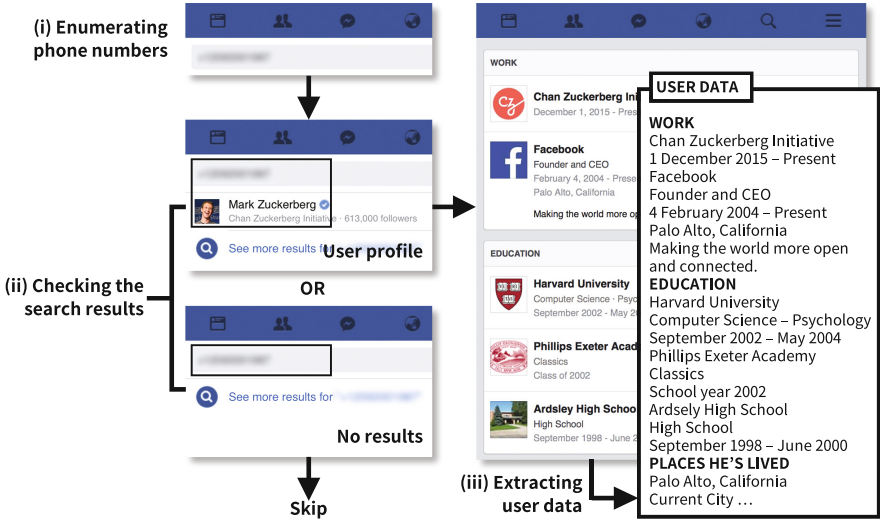 (i) Enumerating
phone numbers
Mark Zuckerberg
Chan Zuckerberg Initiative · 613,000 followers
See more results for
User profile
(ii) Checking the
search results
OR
See more results for
No results
Skip
WORK
Chan Zuckerberg Ini
December 1, 2015 - Pres
Facebook
Founder and CEO
February 4, 2004 - Prese
Palo Alto, California
Making the world more op
EDUCATION
Harvard University
Computer Science · Psyc
September 2002 - May 20
Phillips Exeter Acad
Classics
Class of 2002
Ardsley High Schoo
High School
September 1998 - June 2
(iii) Extracting
user data
USER DATA
WORK
Chan Zuckerberg Initiative
1 December 2015 – Present
Facebook
Founder and CEO
4 February 2004 – Present
Palo Alto, California
Making the world more open
and connected.
EDUCATION
Harvard University
Computer Science – Psychology
September 2002 – May 2004
Phillips Exeter Academy
Classics
School year 2002
Ardsely High School
High School
September 1998 – June 2000
PLACES HE'S LIVED
Palo Alto, California
Current City ...